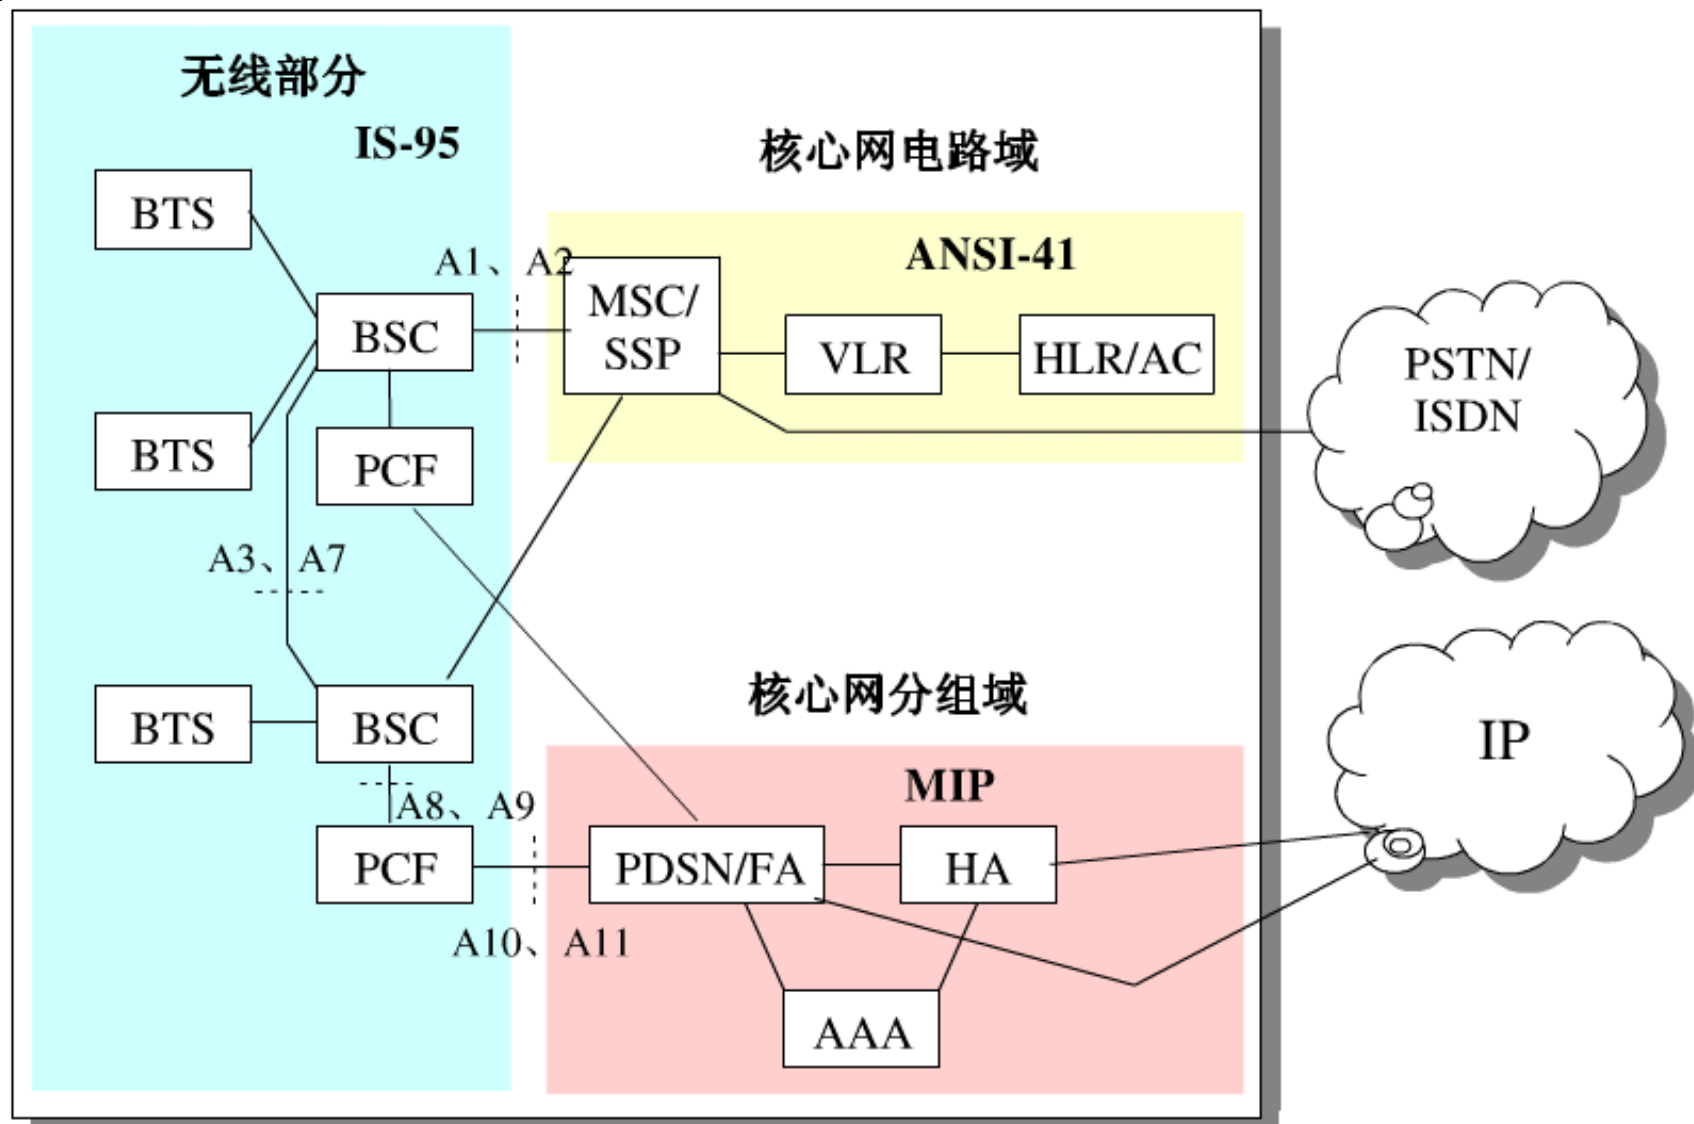 无线部分
IS-95
核心网电路域
BTS
A1、A2
ANSI-41
BSC
MSC/
SSP
VLR
HLR/AC
PSTN/
ISDN
BTS
PCF
A3、A7
核心网分组域
BTS
BSC
IP
MIP
A8、A9
PCF
PDSN/FA
HA
A10、A11
AAA